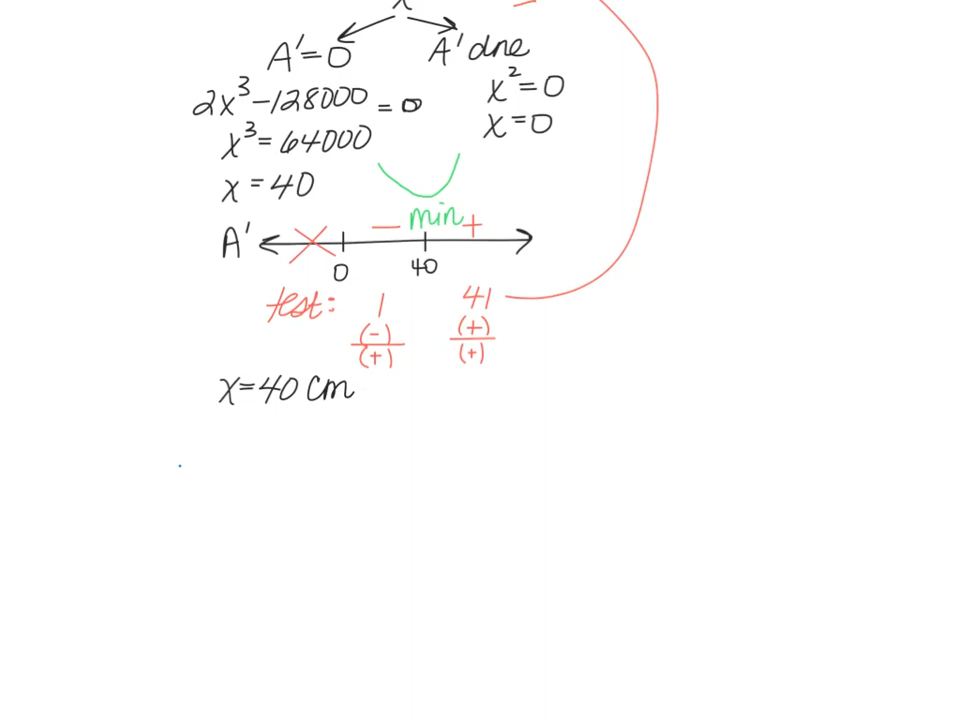 A'=0 A' dne
2x³-128000=0 x²=0
x³=64000 x=0
x=40
min
- +
A'
0 40
test: 1 41
(-) (+)
(+) (+)
x=40 cm